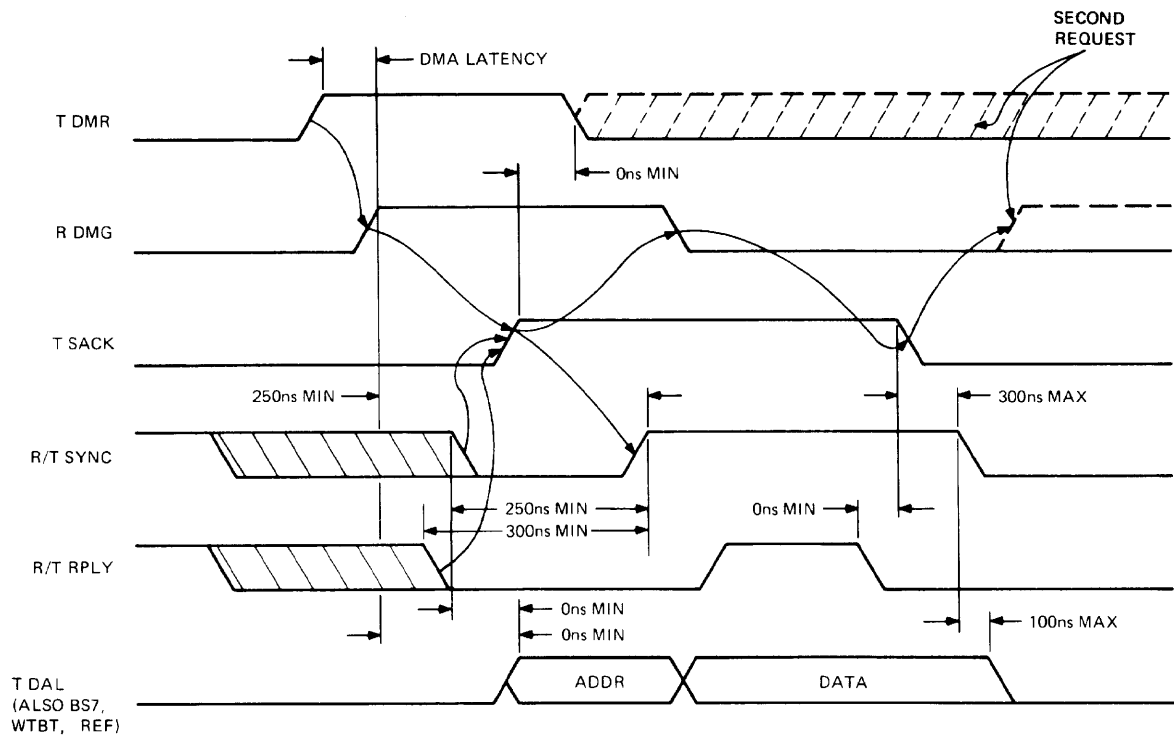 SECOND
REQUEST
DMA LATENCY
T DMR
0ns MIN
R DMG
T SACK
250ns MIN
300ns MAX
R/T SYNC
250ns MIN
0ns MIN
300ns MIN
R/T RPLY
0ns MIN
100ns MAX
0ns MIN
T DAL
(ALSO BS7,
WTBT, REF)
ADDR
DATA